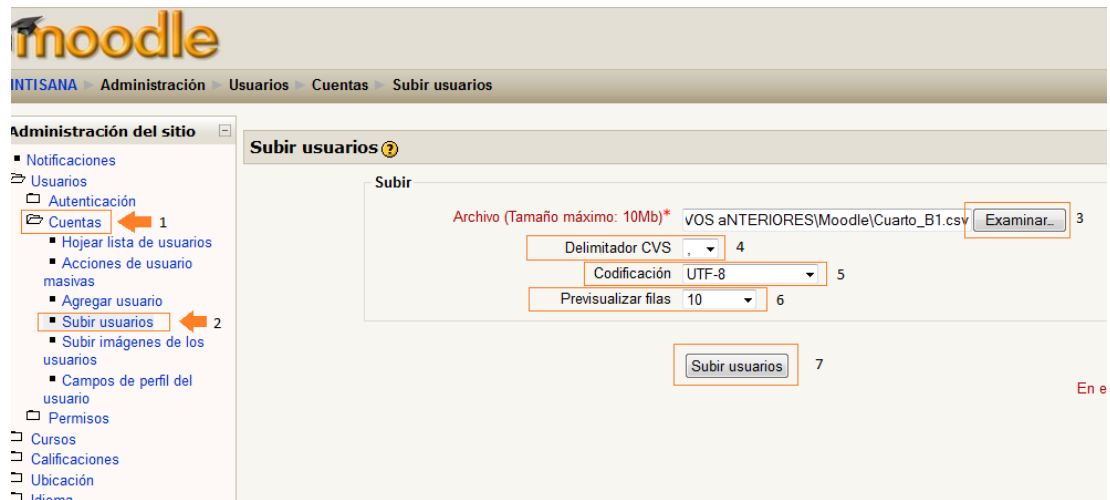 moodle
INTISANA ► Administración ► Usuarios ► Cuentas ► Subir usuarios
Administración del sitio
Notificaciones
Usuarios
Autenticación
Cuentas 1
Hojear lista de usuarios
Acciones de usuario
masivas
Agregar usuario
Subir usuarios 2
Subir imágenes de los
usuarios
Campos de perfil del
usuario
Permisos
Cursos
Calificaciones
Ubicación
Idioma
Subir usuarios ?
Subir
Archivo (Tamaño máximo: 10Mb)* VOS aNTERIORES\Moodle\Cuarto_B1.csv Examinar... 3
Delimitador CVS , 4
Codificación UTF-8 5
Previsualizar filas 10 6
Subir usuarios 7
En e